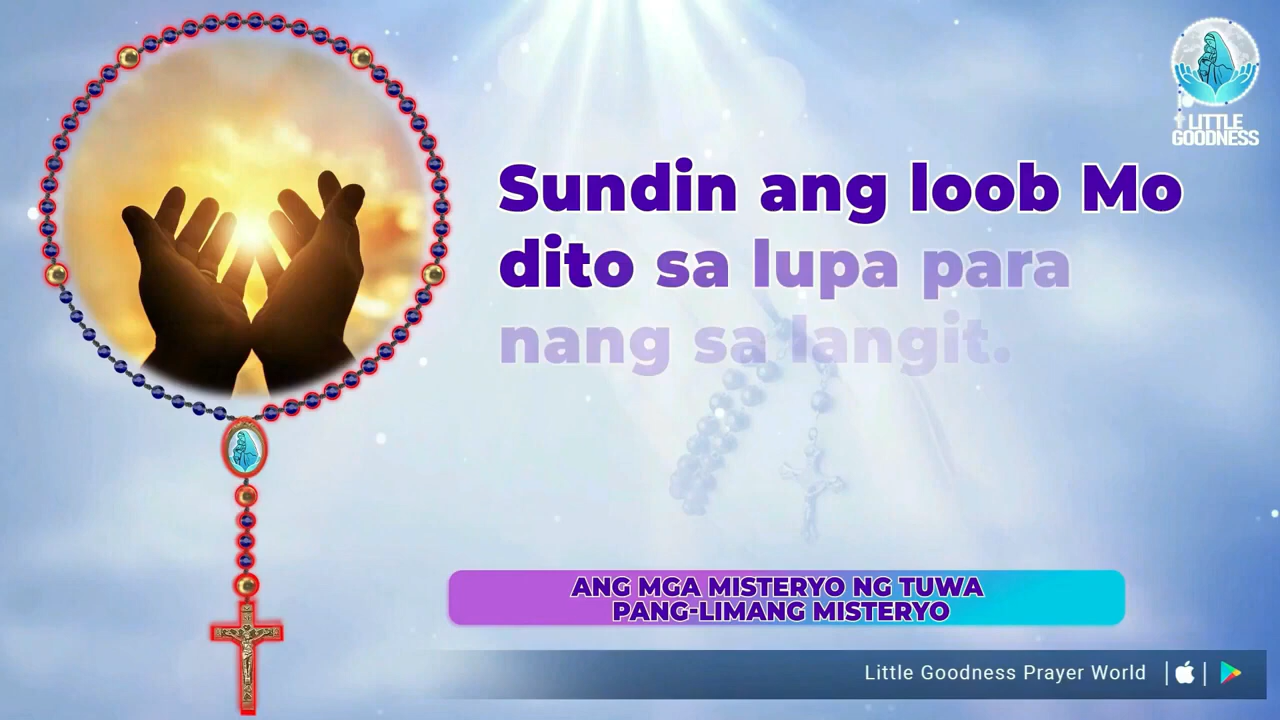 LITTLE
GOODNESS
Sundin ang loob Mo
dito sa lupa para
nang sa langit.
ANG MGA MISTERYO NG TUWA
PANG-LIMANG MISTERYO
Little Goodness Prayer World